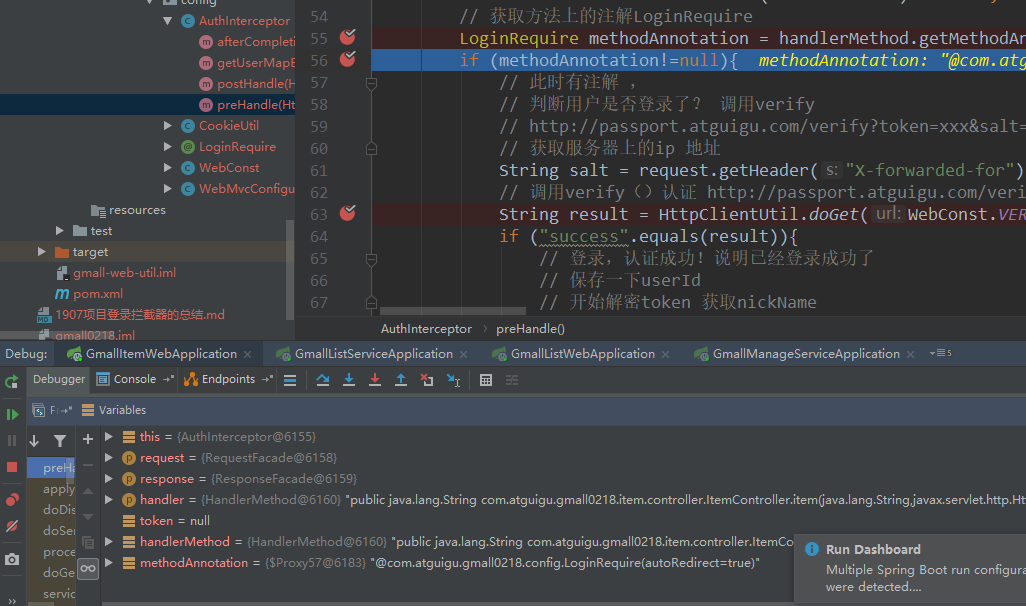 config
AuthInterceptor
afterCompleti
getUserMapE
postHandle(H
preHandle(Ht
CookieUtil
LoginRequire
WebConst
WebMvcConfigu
resources
test
target
gmall-web-util.iml
pom.xml
1907项目登录拦截器的总结.md
gmall0218.iml
54 // 获取方法上的注解LoginRequire
55 LoginRequire methodAnnotation = handlerMethod.getMethodAn
56 if (methodAnnotation!=null){ methodAnnotation: "@com.atg
57 // 此时有注解 ,
58 // 判断用户是否登录了? 调用verify
59 // http://passport.atguigu.com/verify?token=xxx&salt=
60 // 获取服务器上的ip 地址
61 String salt = request.getHeader( s: "X-forwarded-for")
62 // 调用verify（）认证 http://passport.atguigu.com/veri
63 String result = HttpClientUtil.doGet( url: WebConst.VER
64 if ("success".equals(result)){
65 // 登录,认证成功! 说明已经登录成功了
66 // 保存一下userId
67 // 开始解密token 获取nickName
AuthInterceptor › preHandle()
Debug: GmallItemWebApplication × GmallListServiceApplication × GmallListWebApplication × GmallManageServiceApplication × 5
Debugger Console Endpoints
F Variables
preHa
apply
doDis
doSer
proce
doGe
servic
this = {AuthInterceptor@6155}
request = {RequestFacade@6158}
response = {ResponseFacade@6159}
handler = {HandlerMethod@6160} "public java.lang.String com.atguigu.gmall0218.item.controller.ItemController.item(java.lang.String,javax.servlet.http.Ht
token = null
handlerMethod = {HandlerMethod@6160} "public java.lang.String com.atguigu.gmall0218.item.controller.ItemCo
methodAnnotation = {$Proxy57@6183} "@com.atguigu.gmall0218.config.LoginRequire(autoRedirect=true)"
Run Dashboard
Multiple Spring Boot run configura
were detected....